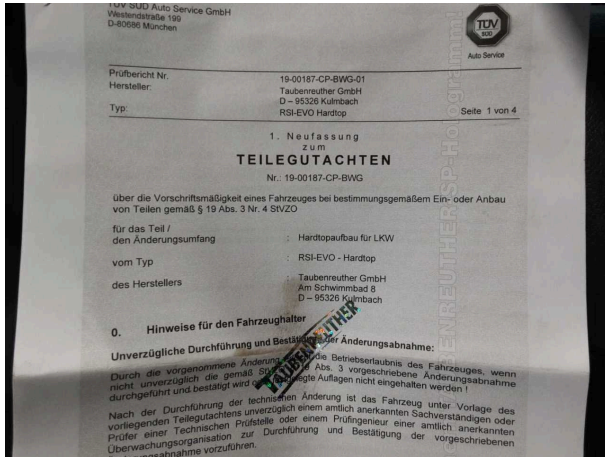 TÜV SÜD Auto Service GmbH
Westendstraße 199
D-80686 München
TÜV
SÜD
Auto Service
Prüfbericht Nr. 19-00187-CP-BWG-01
Hersteller: Taubenreuther GmbH
D – 95326 Kulmbach
Typ: RSI-EVO Hardtop Seite 1 von 4
1. Neufassung
zum
TEILEGUTACHTEN
Nr.: 19-00187-CP-BWG
über die Vorschriftsmäßigkeit eines Fahrzeuges bei bestimmungsgemäßem Ein- oder Anbau
von Teilen gemäß § 19 Abs. 3 Nr. 4 StVZO
für das Teil /
den Änderungsumfang : Hardtopaufbau für LKW
vom Typ : RSI-EVO - Hardtop
des Herstellers : Taubenreuther GmbH
Am Schwimmbad 8
D – 95326 Kulmbach
0. Hinweise für den Fahrzeughalter
Unverzügliche Durchführung und Bestätigung der Änderungsabnahme:
Durch die vorgenommene Änderung die Betriebserlaubnis des Fahrzeuges, wenn
nicht unverzüglich die gemäß Abs. 3 vorgeschriebene Änderungsabnahme
durchgeführt und bestätigt wird Auflagen nicht eingehalten werden !
TAUBENREUTHER
Nach der Durchführung der technischen Änderung ist das Fahrzeug unter Vorlage des
vorliegenden Teilegutachtens unverzüglich einem amtlich anerkannten Sachverständigen oder
Prüfer einer Technischen Prüfstelle oder einem Prüfingenieur einer amtlich anerkannten
Überwachungsorganisation zur Durchführung und Bestätigung der vorgeschriebenen
Änderungsabnahme vorzuführen.